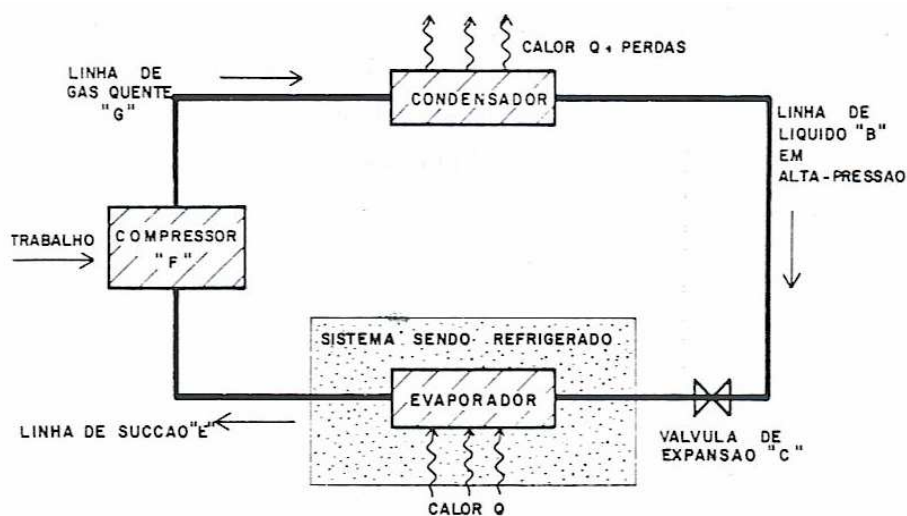 CALOR Q + PERDAS
LINHA DE
GAS QUENTE
"G"
CONDENSADOR
LINHA DE
LIQUIDO "B"
EM
ALTA-PRESSAO
TRABALHO
COMPRESSOR
"F"
SISTEMA SENDO REFRIGERADO
EVAPORADOR
LINHA DE SUCCAO "E"
VALVULA DE
EXPANSAO "C"
CALOR Q